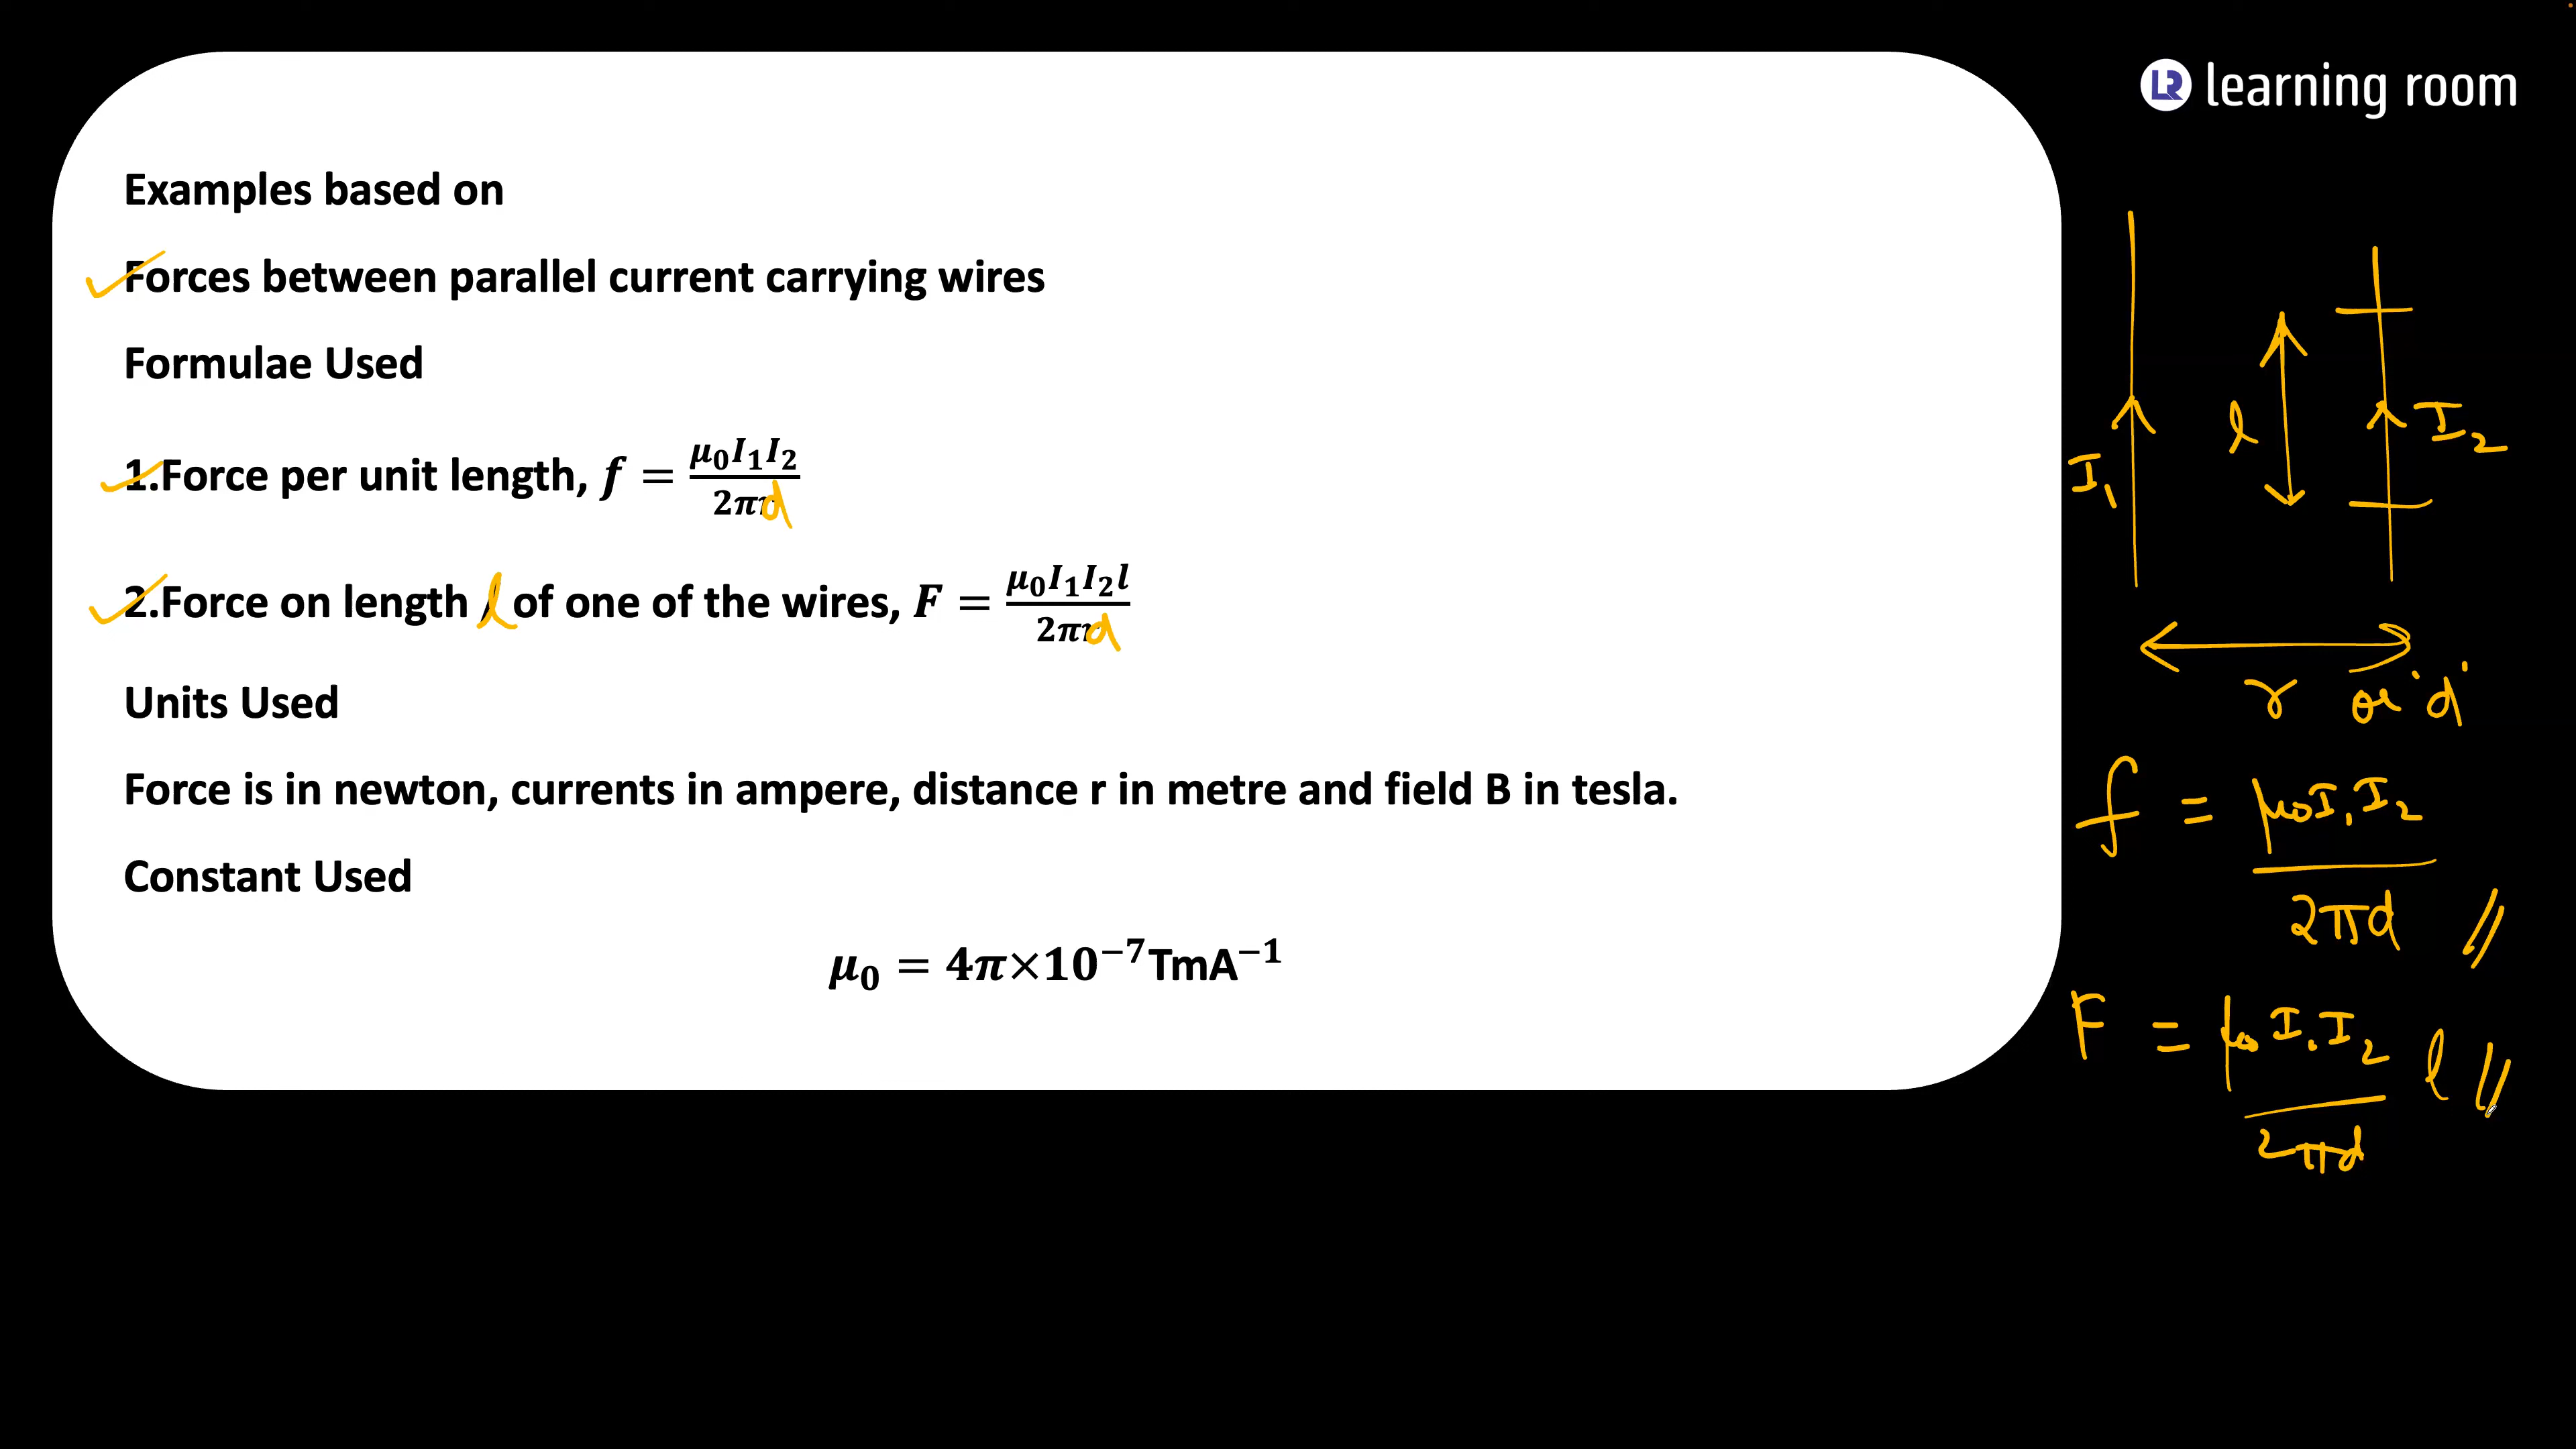 learning room
Examples based on
Forces between parallel current carrying wires
Formulae Used
1.Force per unit length, f = μ₀I₁I₂ / 2πd
2.Force on length l of one of the wires, F = μ₀I₁I₂l / 2πd
Units Used
Force is in newton, currents in ampere, distance r in metre and field B in tesla.
Constant Used
μ₀ = 4π×10⁻⁷TmA⁻¹
I₁
l
I₂
r or 'd'
f = μ₀I₁I₂ / 2πd
F = μ₀I₁I₂ / 2πd l